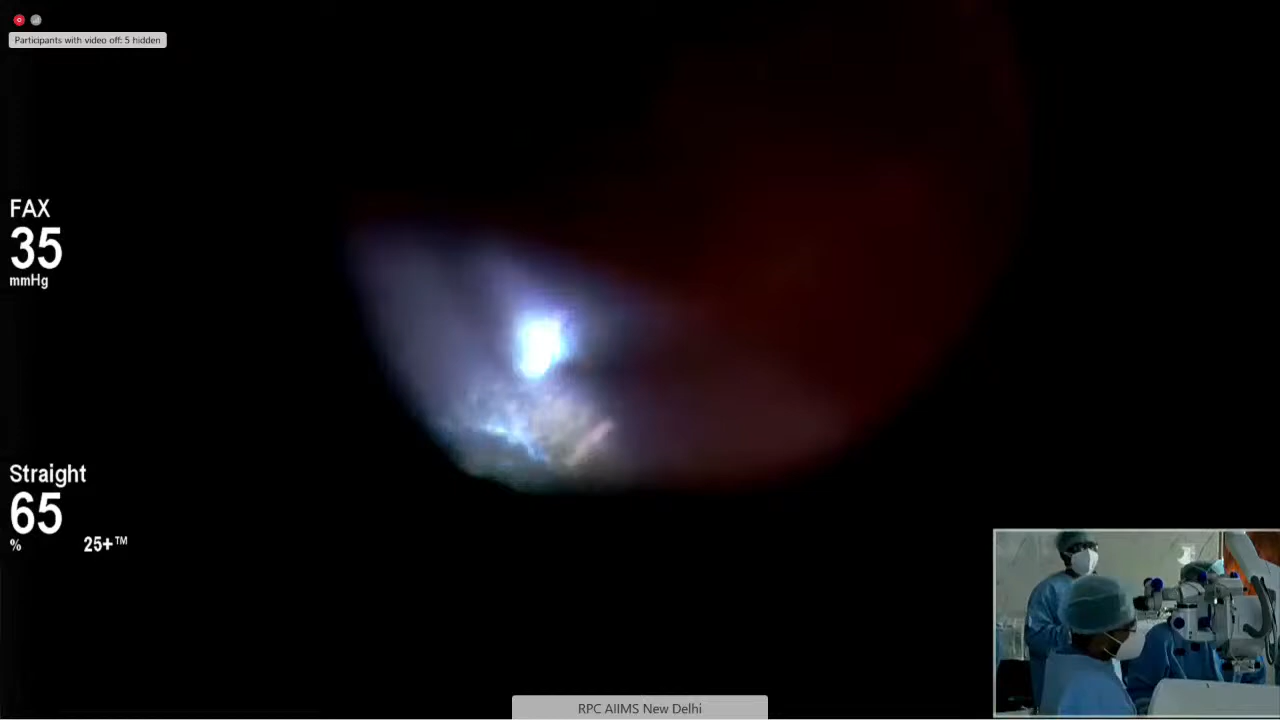 Participants with video off: 5 hidden
FAX
35
mmHg
Straight
65
% 25+™
RPC AIIMS New Delhi